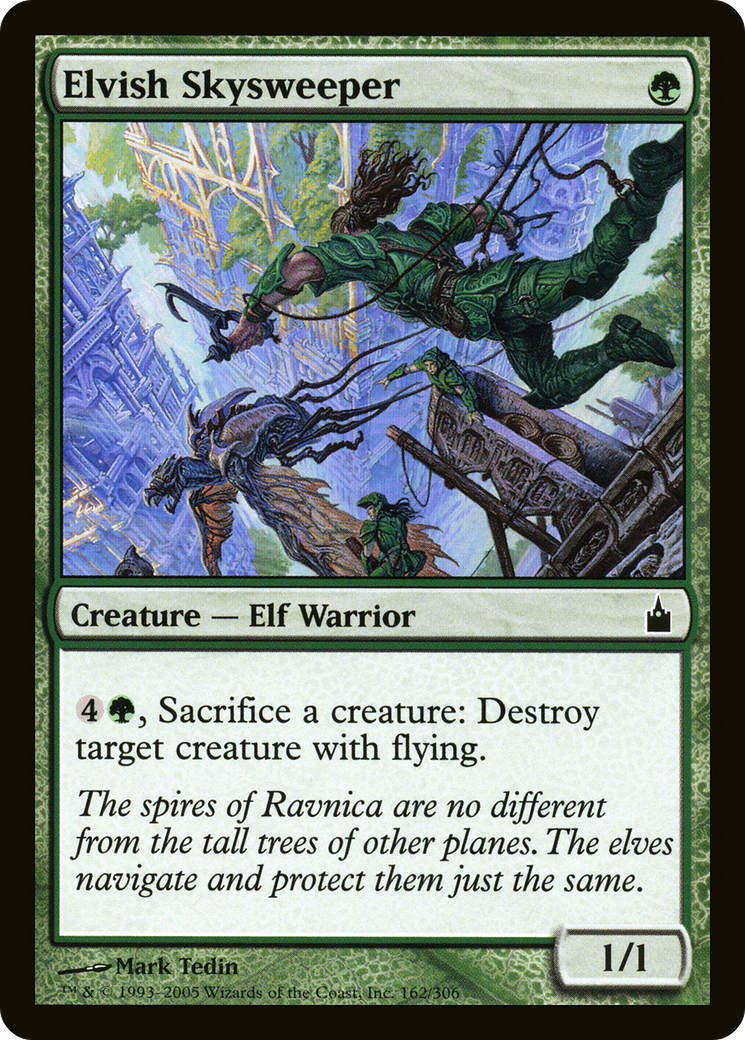 Elvish Skysweeper
Creature — Elf Warrior
4, Sacrifice a creature: Destroy
target creature with flying.
The spires of Ravnica are no different
from the tall trees of other planes. The elves
navigate and protect them just the same.
1/1
Mark Tedin
™ & © 1993–2005 Wizards of the Coast, Inc. 162/306